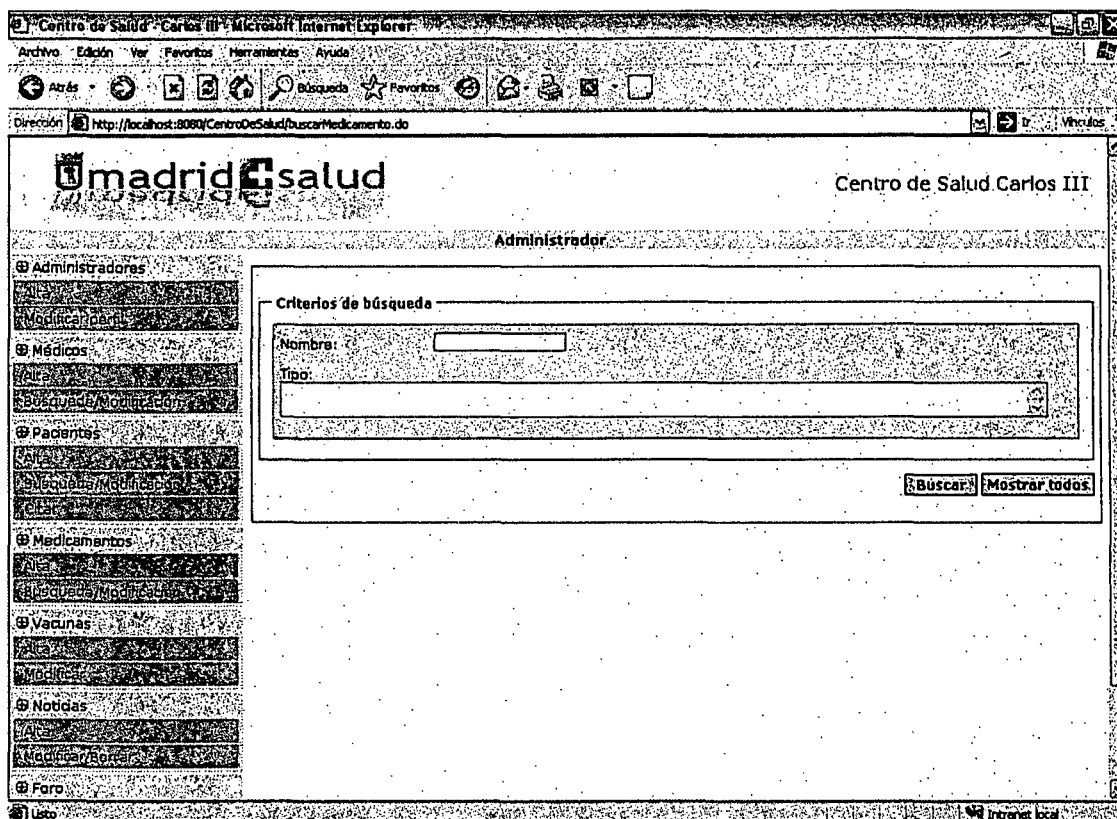 "Centro de Salud - Carlos III" - Microsoft Internet Explorer
Archivo Edición Ver Favoritos Herramientas Ayuda
Atrás Búsqueda Favoritos
Dirección http://localhost:8080/CentroDeSalud/buscarMedicamento.do Ir Vínculos
madrid salud
Centro de Salud Carlos III
Administrador
Administradores
Alta
Modificar perfil
Médicos
Alta
Búsqueda/Modificación
Pacientes
Alta
Búsqueda/Modificación
Citar
Medicamentos
Alta
Búsqueda/Modificación
Vacunas
Alta
Modificar
Noticias
Alta
Modificar/Borrar
Foro
Criterios de búsqueda
Nombre:
Tipo:
Buscar Mostrar todos
Listo Intranet local